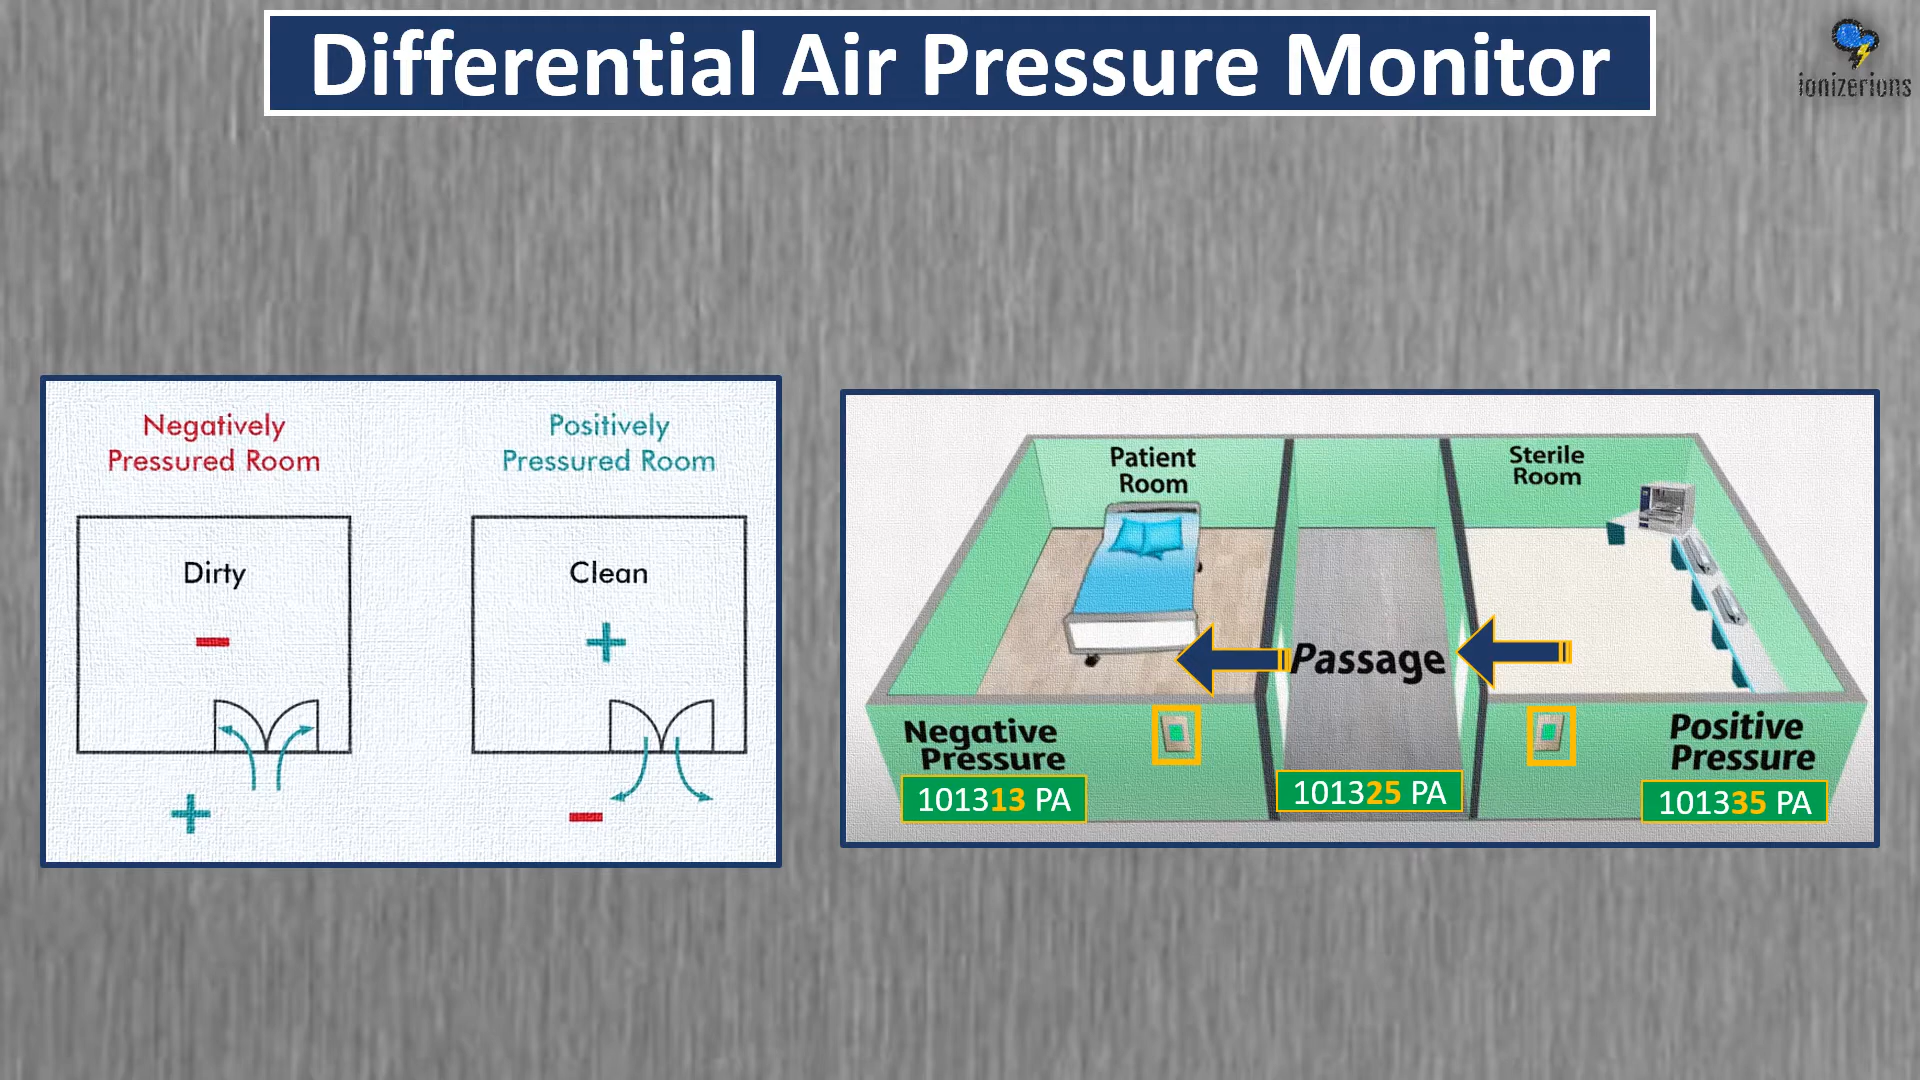 Differential Air Pressure Monitor
ionizerions
Negatively
Pressured Room
Positively
Pressured Room
Dirty
Clean
Patient
Room
Sterile
Room
Passage
Negative
Pressure
Positive
Pressure
101313 PA
101325 PA
101335 PA